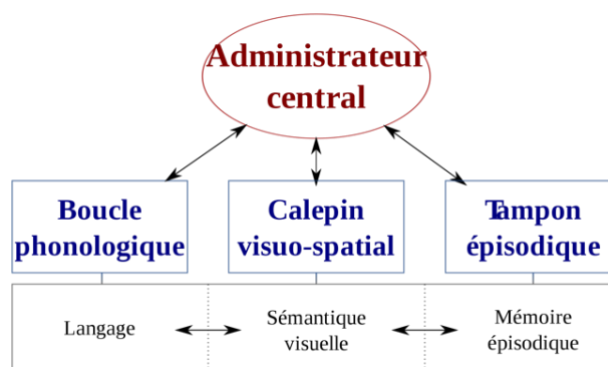 Administrateur
central
Boucle
phonologique
Calepin
visuo-spatial
Tampon
épisodique
Langage
Sémantique
visuelle
Mémoire
épisodique